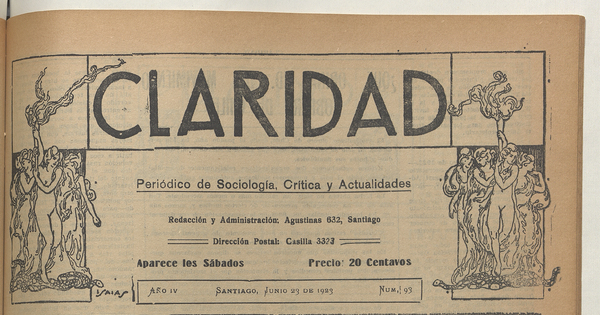 CLARIDAD
Periódico de Sociología, Crítica y Actualidades
Redacción y Administración: Agustinas 632, Santiago
Dirección Postal: Casilla 3323
Aparece los Sábados Precio: 20 Centavos
ISAIAS
AÑO IV SANTIAGO, JUNIO 23 DE 1923 NUM. 93